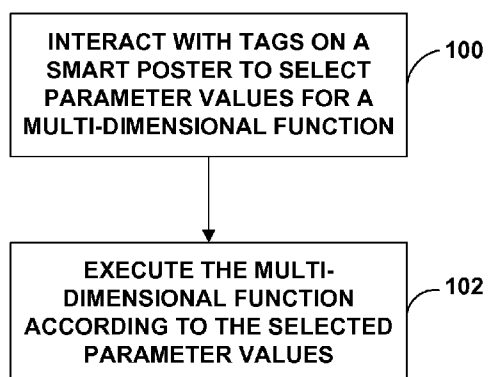 INTERACT WITH TAGS ON A
SMART POSTER TO SELECT
PARAMETER VALUES FOR A
MULTI-DIMENSIONAL FUNCTION
100
EXECUTE THE MULTI-
DIMENSIONAL FUNCTION
ACCORDING TO THE SELECTED
PARAMETER VALUES
102